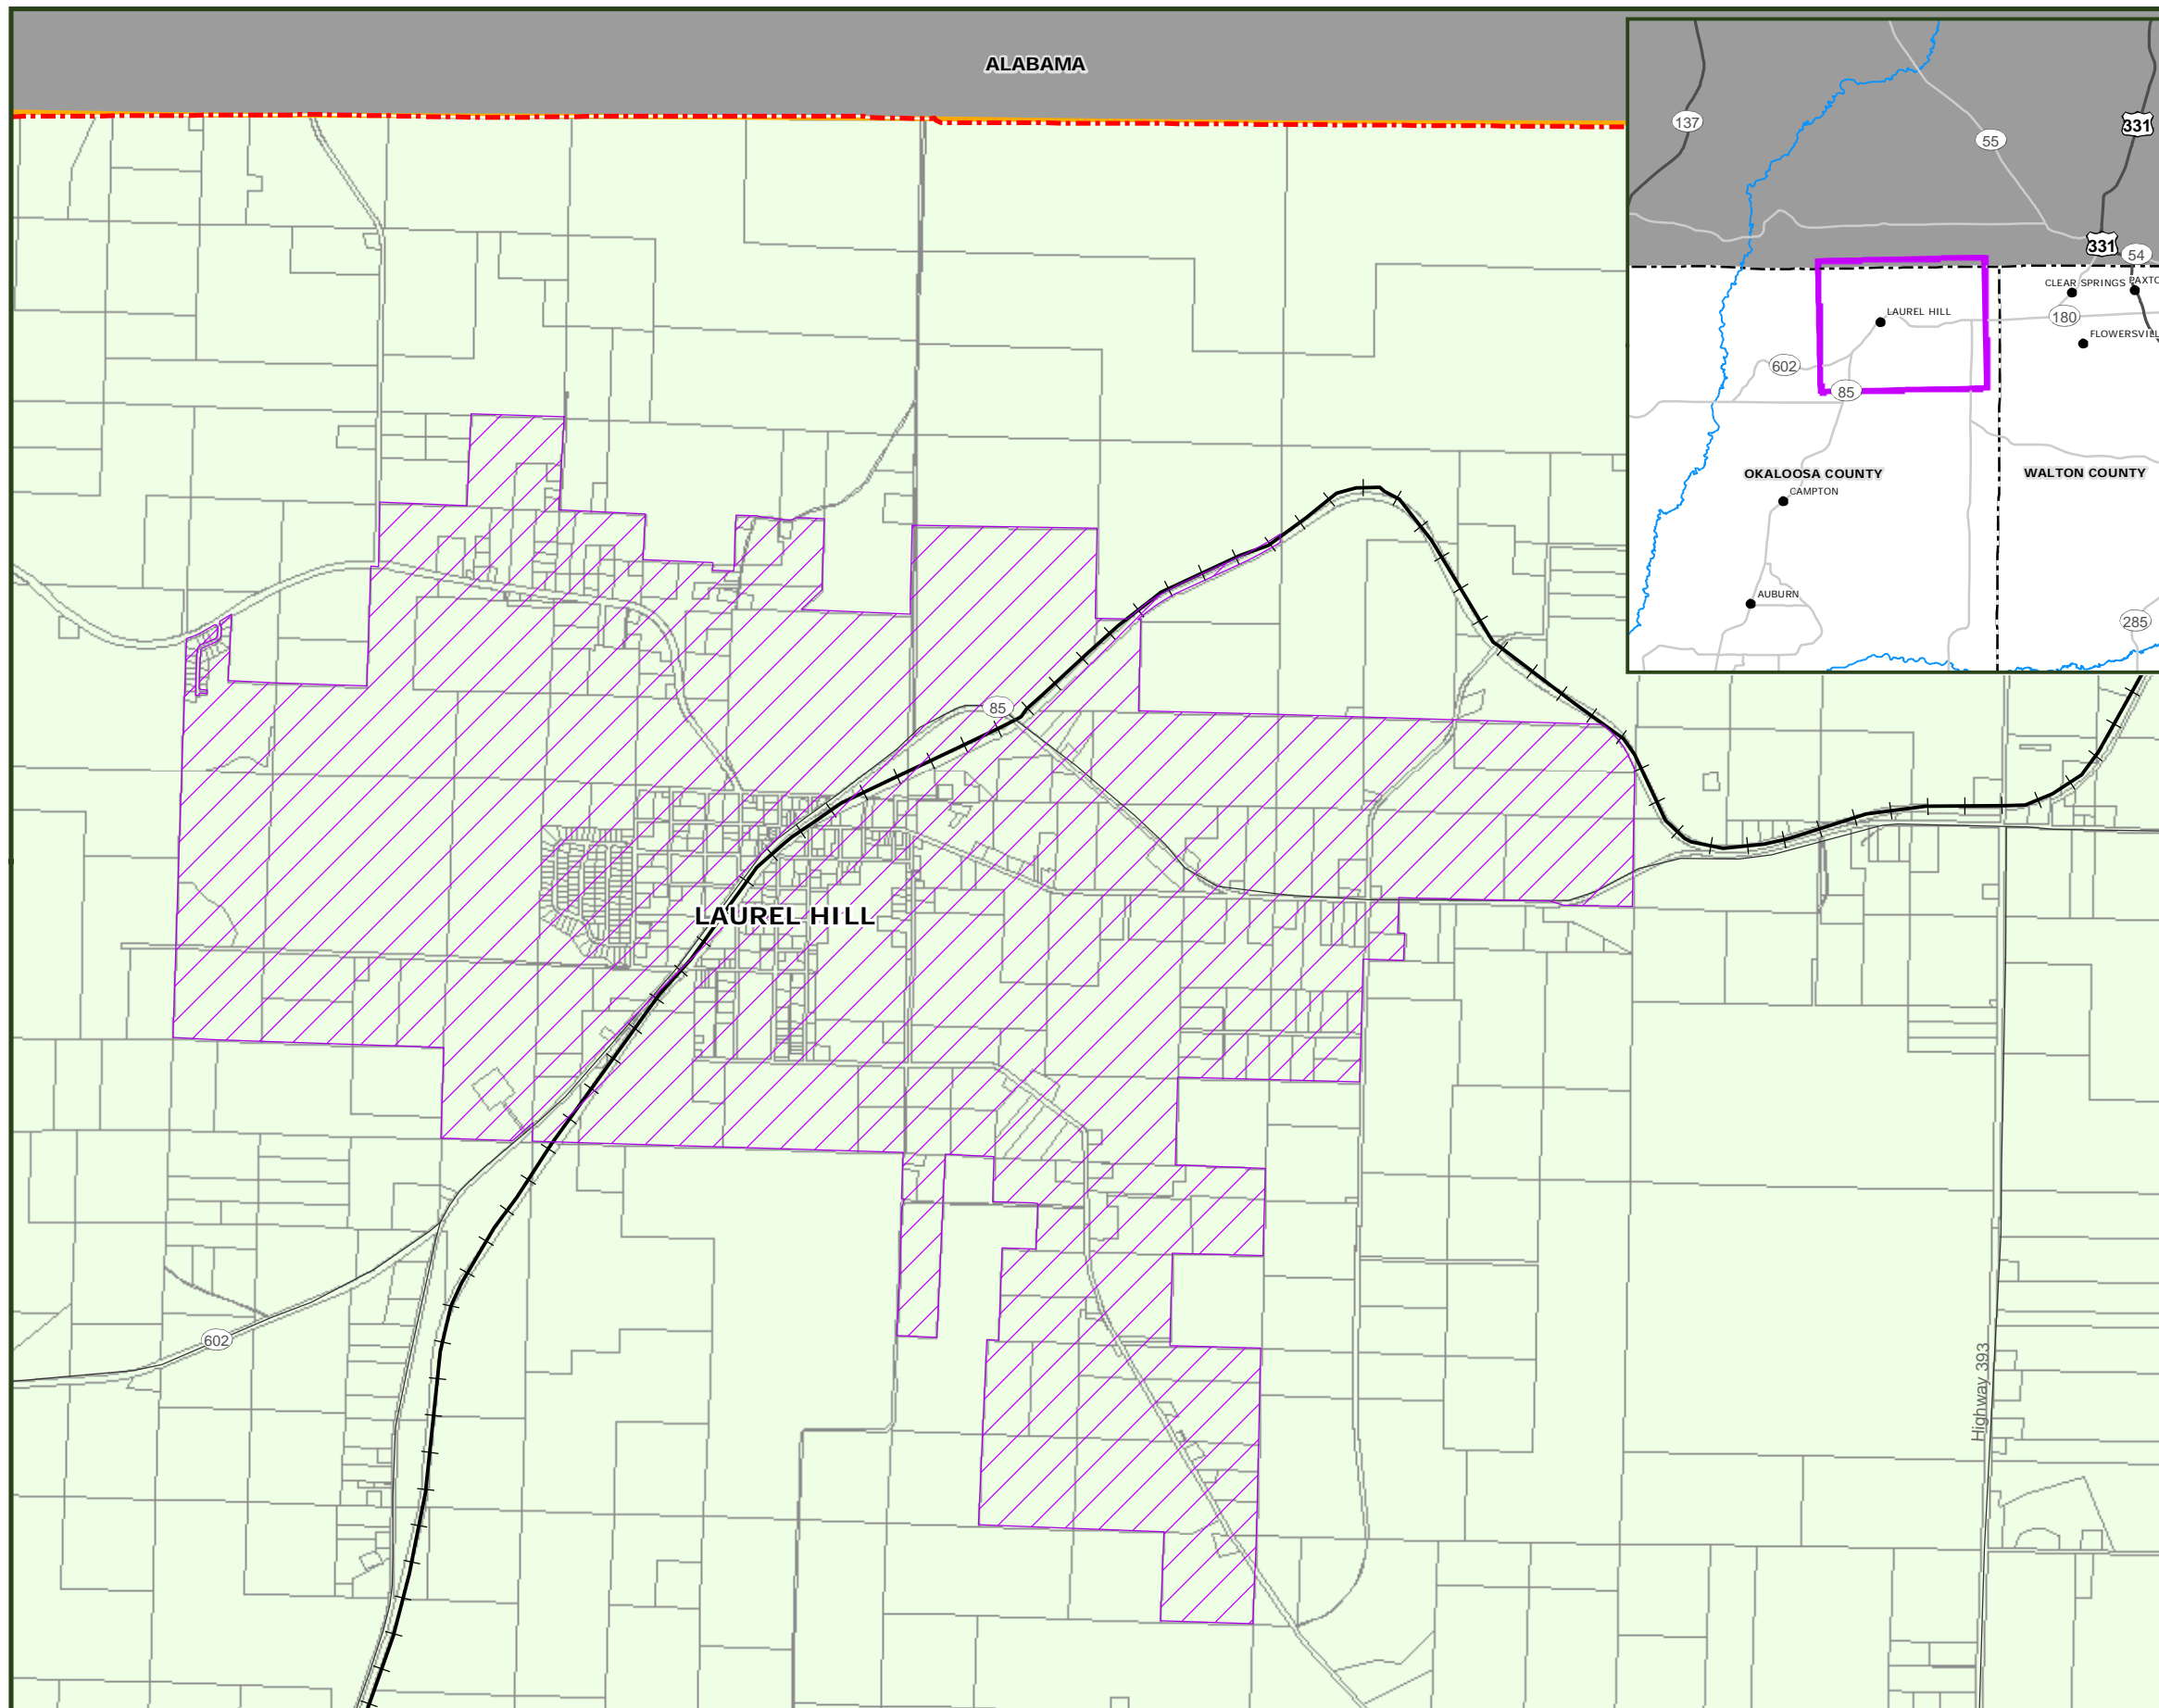 ALABAMA
137
55
331
331
54
CLEAR SPRINGS
PAXTO
LAUREL HILL
180
FLOWERSVILL
602
85
OKALOOSA COUNTY
WALTON COUNTY
CAMPTON
AUBURN
285
85
LAUREL HILL
602
Highway 393